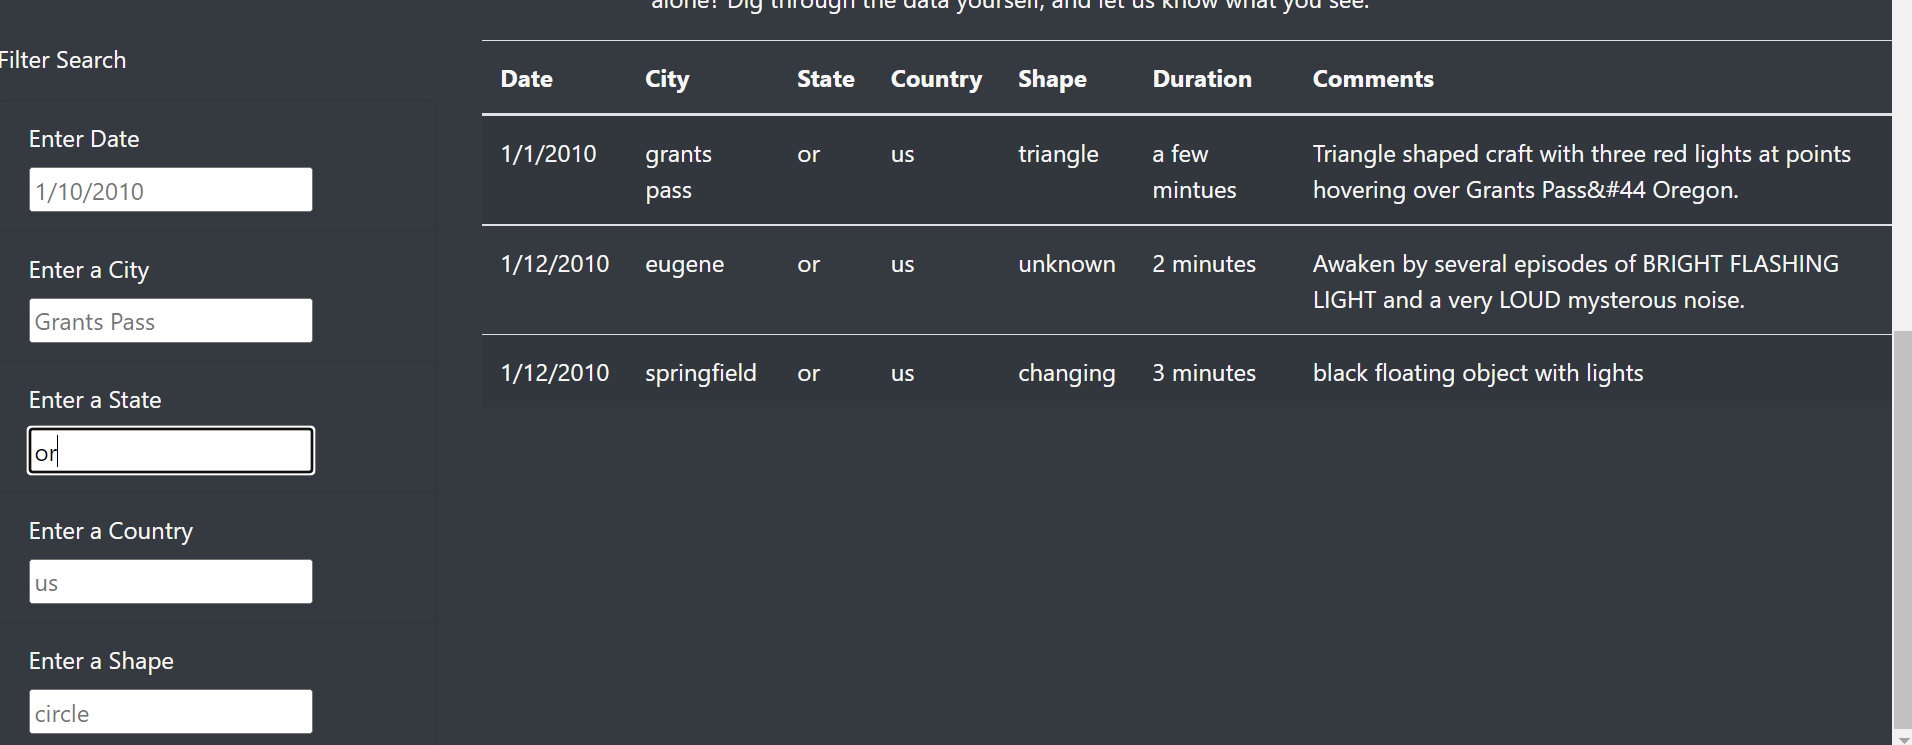 alone? Dig through the data yourself, and let us know what you see.
Filter Search
Enter Date
1/10/2010
Enter a City
Grants Pass
Enter a State
or
Enter a Country
us
Enter a Shape
circle
Date City State Country Shape Duration Comments
1/1/2010 grants pass or us triangle a few mintues Triangle shaped craft with three red lights at points
hovering over Grants Pass&#44 Oregon.
1/12/2010 eugene or us unknown 2 minutes Awaken by several episodes of BRIGHT FLASHING
LIGHT and a very LOUD mysterous noise.
1/12/2010 springfield or us changing 3 minutes black floating object with lights